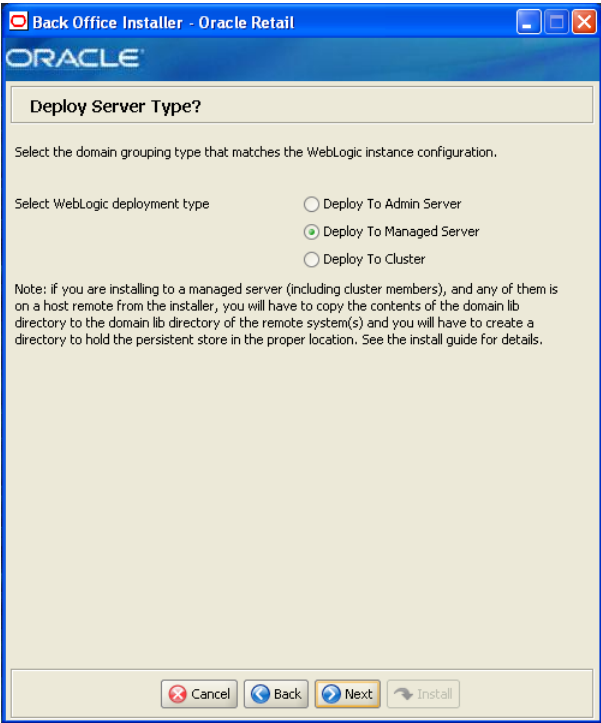 Back Office Installer - Oracle Retail
ORACLE
Deploy Server Type?
Select the domain grouping type that matches the WebLogic instance configuration.
Select WebLogic deployment type
Deploy To Admin Server
Deploy To Managed Server
Deploy To Cluster
Note: if you are installing to a managed server (including cluster members), and any of them is
on a host remote from the installer, you will have to copy the contents of the domain lib
directory to the domain lib directory of the remote system(s) and you will have to create a
directory to hold the persistent store in the proper location. See the install guide for details.
Cancel Back Next Install